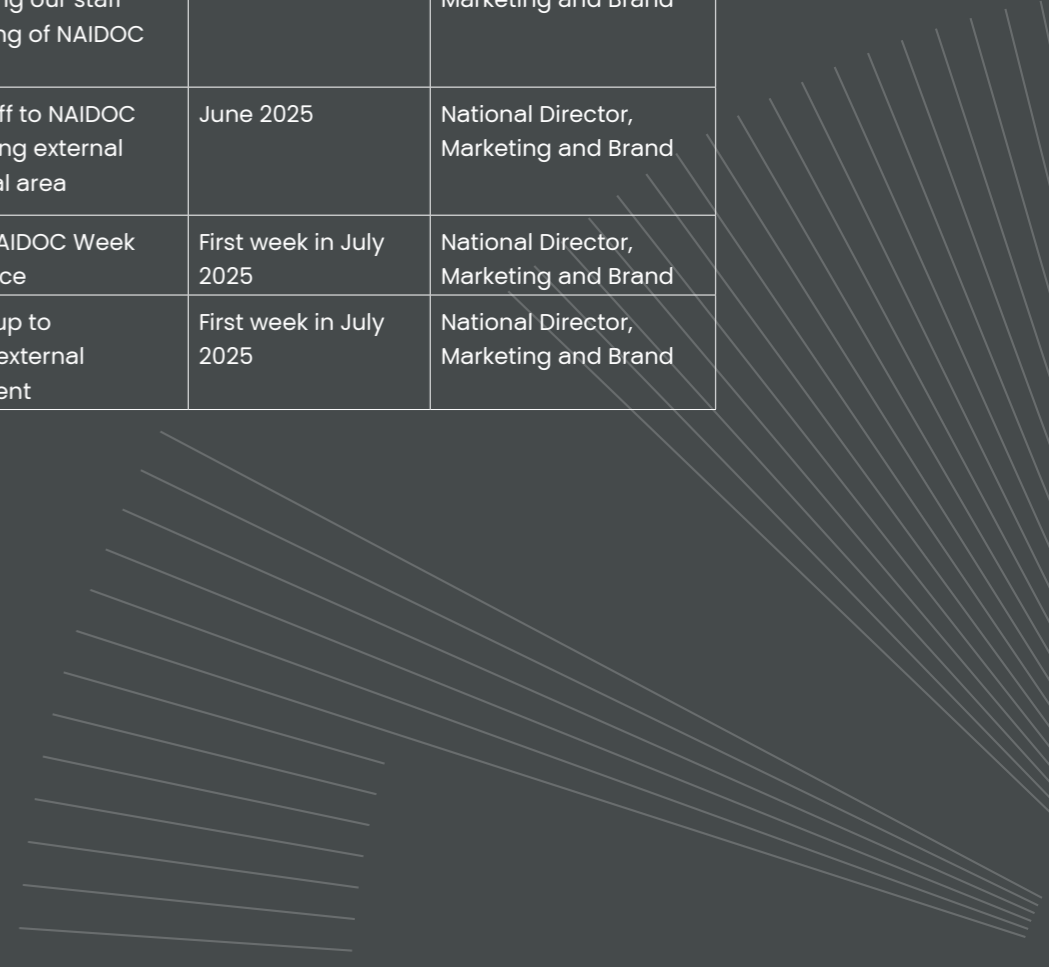 Marketing and Brand
ng of NAIDOC
ff to NAIDOC
ng external
al area
June 2025
National Director,
Marketing and Brand
AIDOC Week
ce
First week in July
2025
National Director,
Marketing and Brand
up to
external
ent
First week in July
2025
National Director,
Marketing and Brand